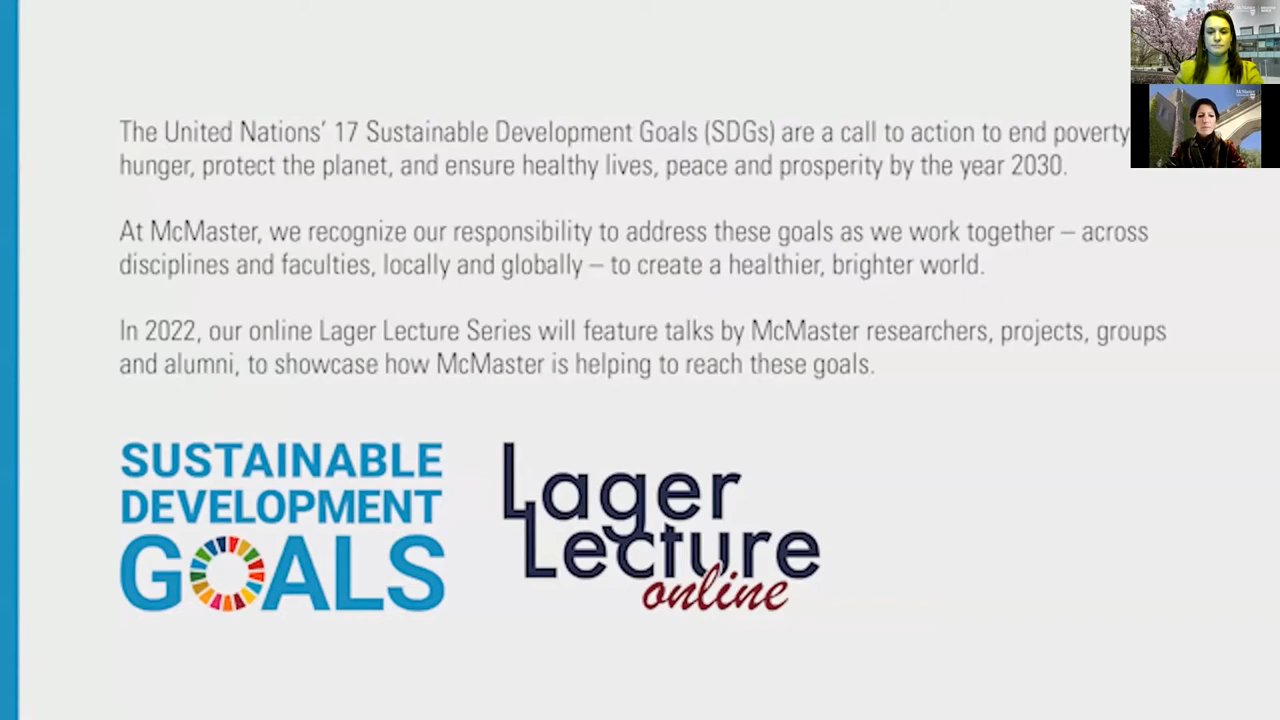 The United Nations’ 17 Sustainable Development Goals (SDGs) are a call to action to end poverty
hunger, protect the planet, and ensure healthy lives, peace and prosperity by the year 2030.
At McMaster, we recognize our responsibility to address these goals as we work together – across
disciplines and faculties, locally and globally – to create a healthier, brighter world.
In 2022, our online Lager Lecture Series will feature talks by McMaster researchers, projects, groups
and alumni, to showcase how McMaster is helping to reach these goals.
SUSTAINABLE
DEVELOPMENT
GOALS
Lager
Lecture
online